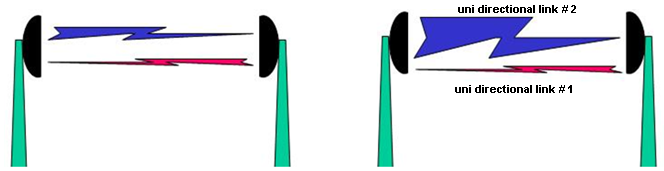 uni directional link #2
uni directional link #1